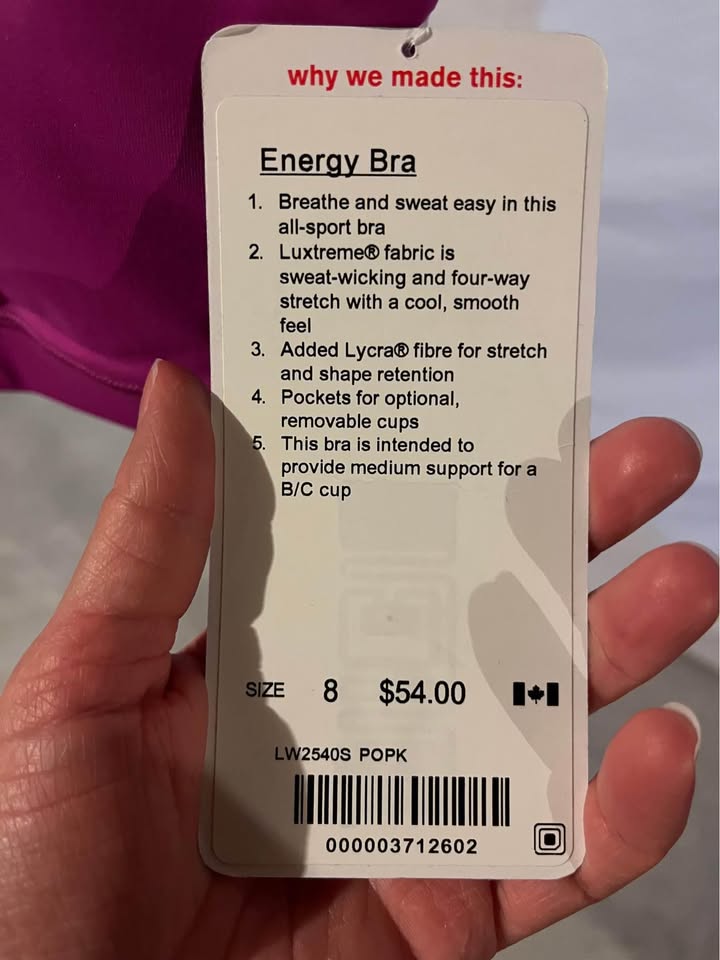 why we made this:
Energy Bra
1. Breathe and sweat easy in this
all-sport bra
2. Luxtreme® fabric is
sweat-wicking and four-way
stretch with a cool, smooth
feel
3. Added Lycra® fibre for stretch
and shape retention
4. Pockets for optional,
removable cups
5. This bra is intended to
provide medium support for a
B/C cup
SIZE 8 $54.00
LW2540S POPK
000003712602